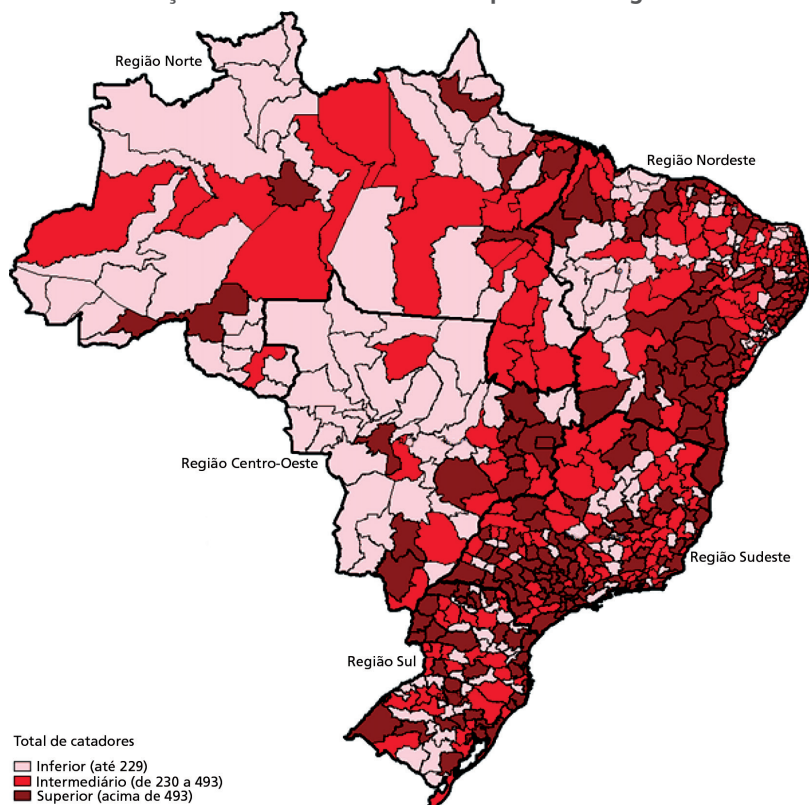 Região Norte
Região Nordeste
Região Centro-Oeste
Região Sudeste
Região Sul
Total de catadores
Inferior (até 229)
Intermediário (de 230 a 493)
Superior (acima de 493)